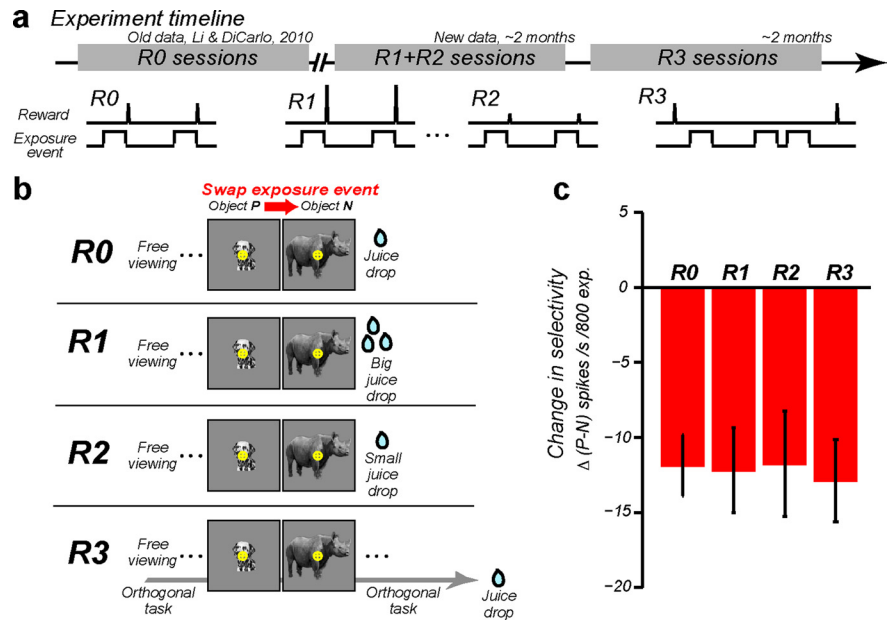 a Experiment timeline
Old data, Li & DiCarlo, 2010
New data, ~2 months
~2 months
R0 sessions
R1+R2 sessions
R3 sessions
R0
R1
R2
R3
Reward
Exposure
event
b
Swap exposure event
Object P
Object N
R0
Free
viewing
Juice
drop
R1
Free
viewing
Big
juice
drop
R2
Free
viewing
Small
juice
drop
R3
Free
viewing
Orthogonal
task
Orthogonal
task
Juice
drop
c
Change in selectivity
Δ (P-N) spikes /s /800 exp.
5
0
−5
−10
−15
−20
R0
R1
R2
R3